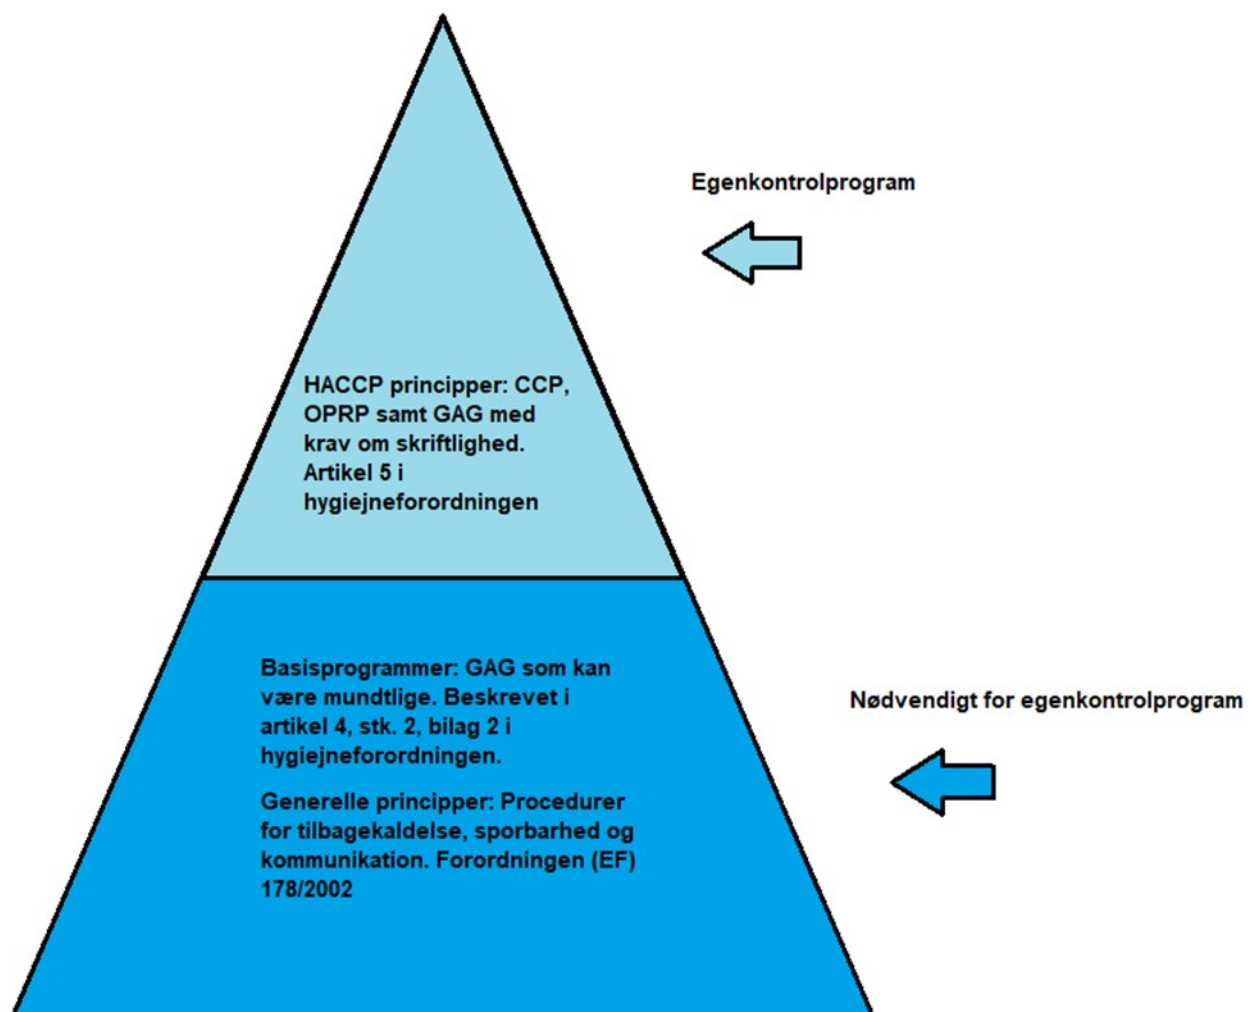 Egenkontrolprogram
HACCP principper: CCP,
OPRP samt GAG med
krav om skriftlighed.
Artikel 5 i
hygiejneforordningen
Basisprogrammer: GAG som kan
være mundtlige. Beskrevet i
artikel 4, stk. 2, bilag 2 i
hygiejneforordningen.
Generelle principper: Procedurer
for tilbagekaldelse, sporbarhed og
kommunikation. Forordningen (EF)
178/2002
Nødvendigt for egenkontrolprogram